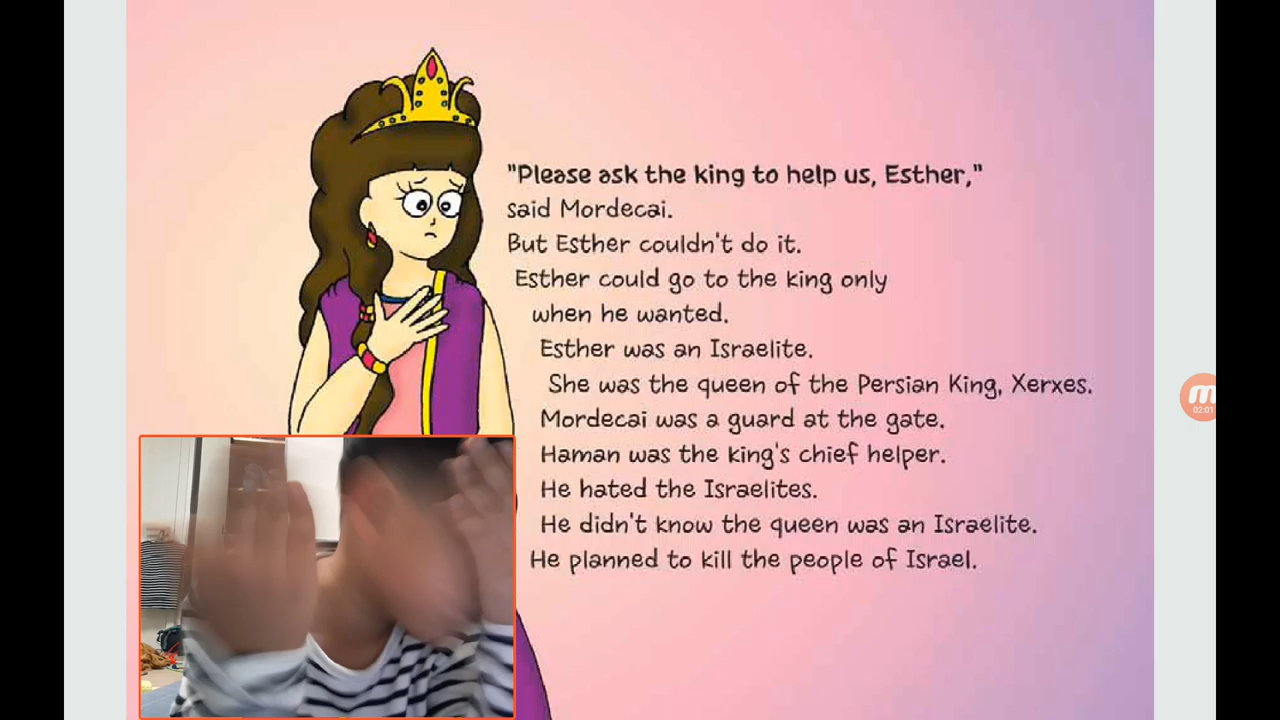 "Please ask the king to help us, Esther,"
said Mordecai.
But Esther couldn't do it.
Esther could go to the king only
when he wanted.
Esther was an Israelite.
She was the queen of the Persian King, Xerxes.
Mordecai was a guard at the gate.
Haman was the king's chief helper.
He hated the Israelites.
He didn't know the queen was an Israelite.
He planned to kill the people of Israel.
02:01